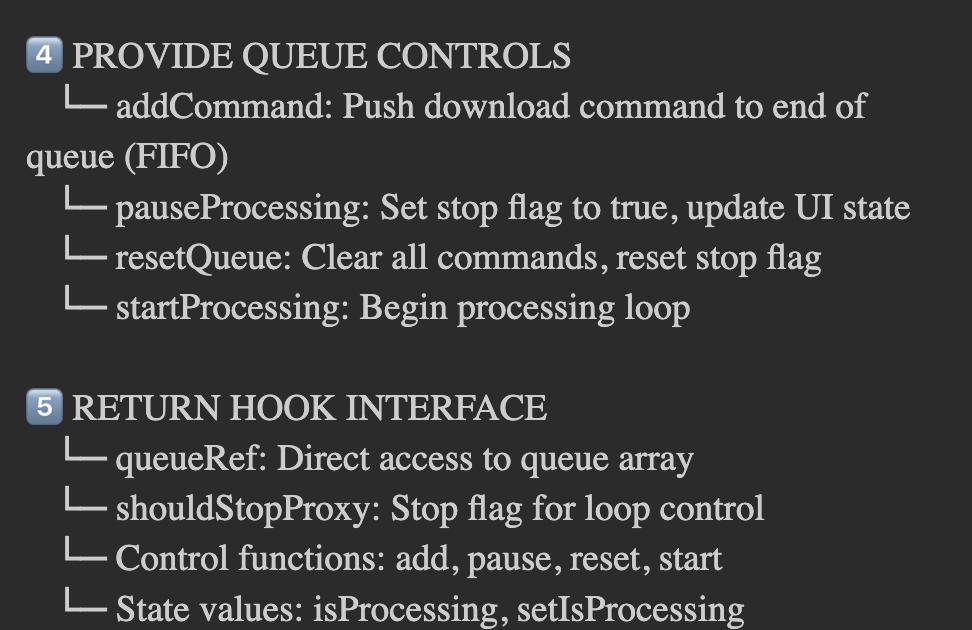 4️⃣ PROVIDE QUEUE CONTROLS
└─ addCommand: Push download command to end of
queue (FIFO)
└─ pauseProcessing: Set stop flag to true, update UI state
└─ resetQueue: Clear all commands, reset stop flag
└─ startProcessing: Begin processing loop
5️⃣ RETURN HOOK INTERFACE
└─ queueRef: Direct access to queue array
└─ shouldStopProxy: Stop flag for loop control
└─ Control functions: add, pause, reset, start
└─ State values: isProcessing, setIsProcessing